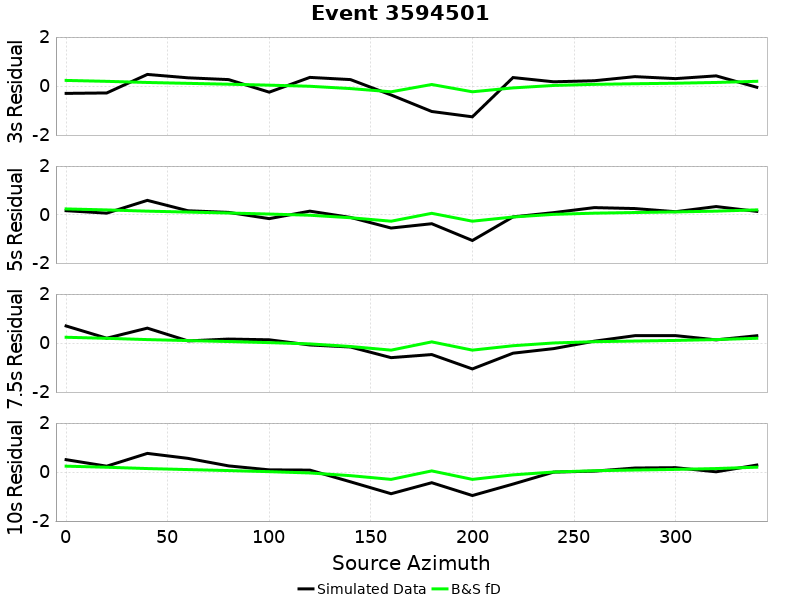 Event 3594501
3s Residual
2
0
-2
5s Residual
2
0
-2
7.5s Residual
2
0
-2
10s Residual
2
0
-2
0 50 100 150 200 250 300
Source Azimuth
Simulated Data B&S fD